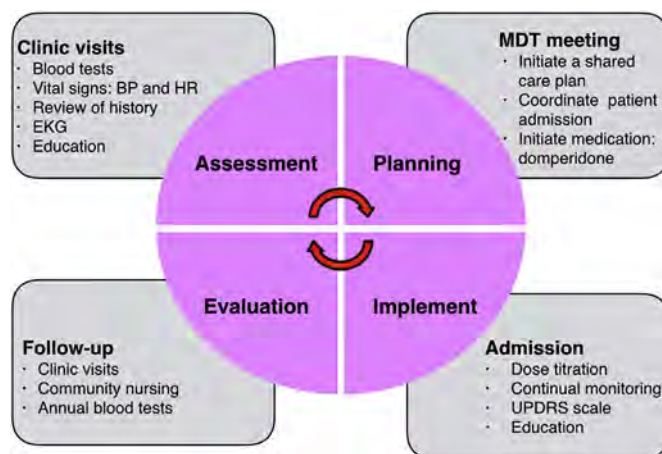 Clinic visits
· Blood tests
· Vital signs: BP and HR
· Review of history
· EKG
· Education
MDT meeting
· Initiate a shared
care plan
· Coordinate patient
admission
· Initiate medication:
domperidone
Assessment
Planning
Evaluation
Implement
Follow-up
· Clinic visits
· Community nursing
· Annual blood tests
Admission
· Dose titration
· Continual monitoring
· UPDRS scale
· Education